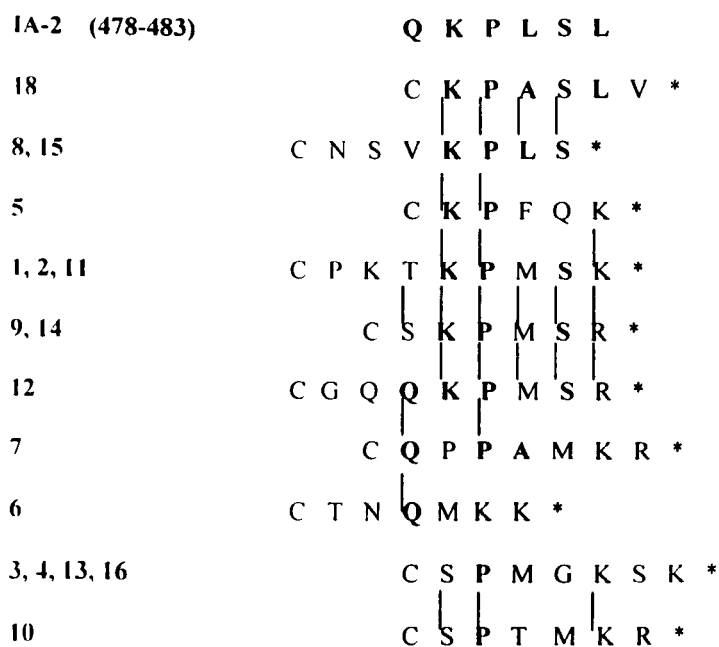 IA-2 (478-483) Q K P L S L
18 C K P A S L V *
8, 15 C N S V K P L S *
5 C K P F Q K *
1, 2, 11 C P K T K P M S K *
9, 14 C S K P M S R *
12 C G Q Q K P M S R *
7 C Q P P A M K R *
6 C T N Q M K K *
3, 4, 13, 16 C S P M G K S K *
10 C S P T M K R *